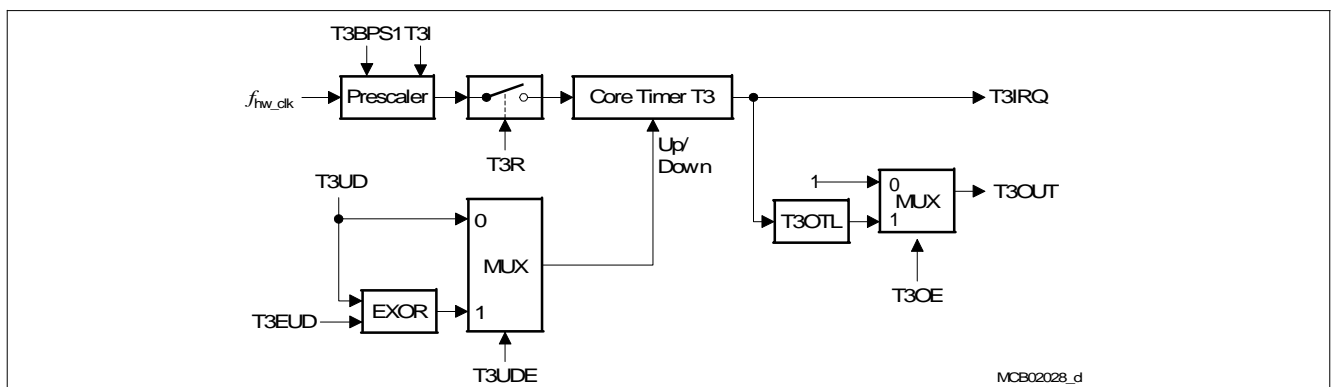 T3BPS1 T3I
fhw_clk
Prescaler
Core Timer T3
T3IRQ
T3R
Up/
Down
T3UD
1
0
MUX
1
T3OUT
T3OTL
0
MUX
1
T3OE
EXOR
T3EUD
T3UDE
MCB02028_d